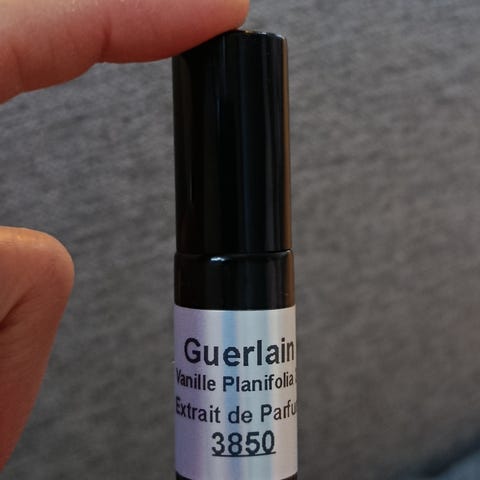 Guerlain
Vanille Planifolia
Extrait de Parfu
3850